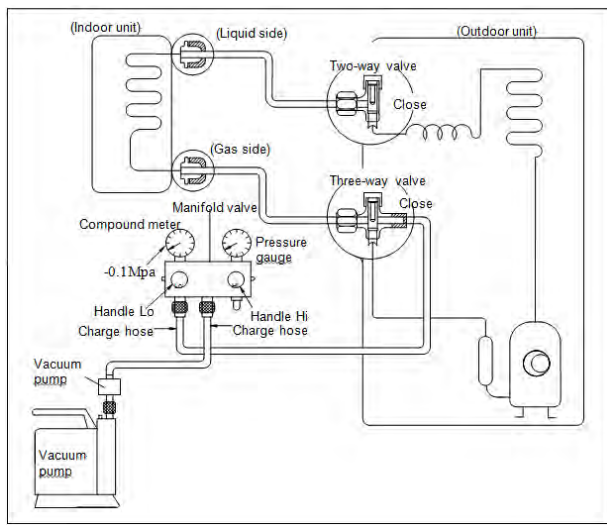 (Indoor unit)
(Liquid side)
(Outdoor unit)
Two-way valve
Close
(Gas side)
Three-way valve
Close
Manifold valve
Compound meter
Pressure
gauge
-0.1Mpa
Handle Lo
Handle Hi
Charge hose
Charge hose
Vacuum
pump
Vacuum
pump